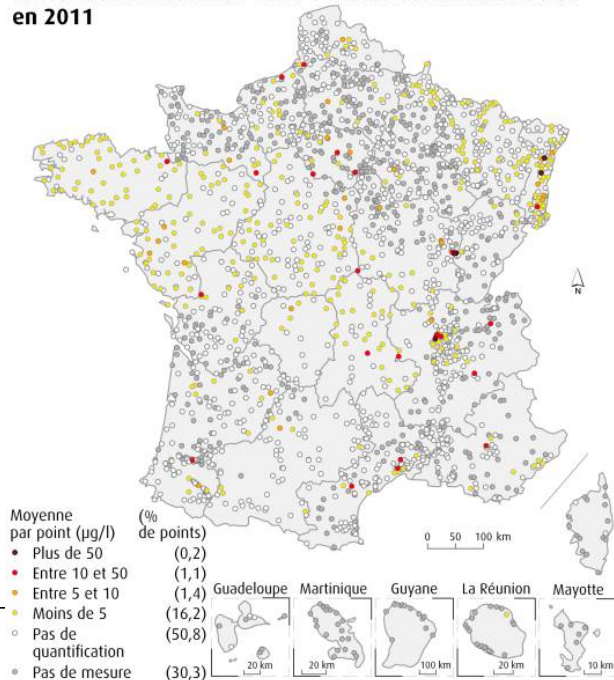 en 2011
N
0 50 100 km
Moyenne
par point (µg/l)
(%
de points)
Plus de 50 (0,2)
Entre 10 et 50 (1,1)
Entre 5 et 10 (1,4)
Moins de 5 (16,2)
Pas de
quantification (50,8)
Pas de mesure (30,3)
Guadeloupe Martinique Guyane La Réunion Mayotte
20 km 20 km 100 km 20 km 10 km